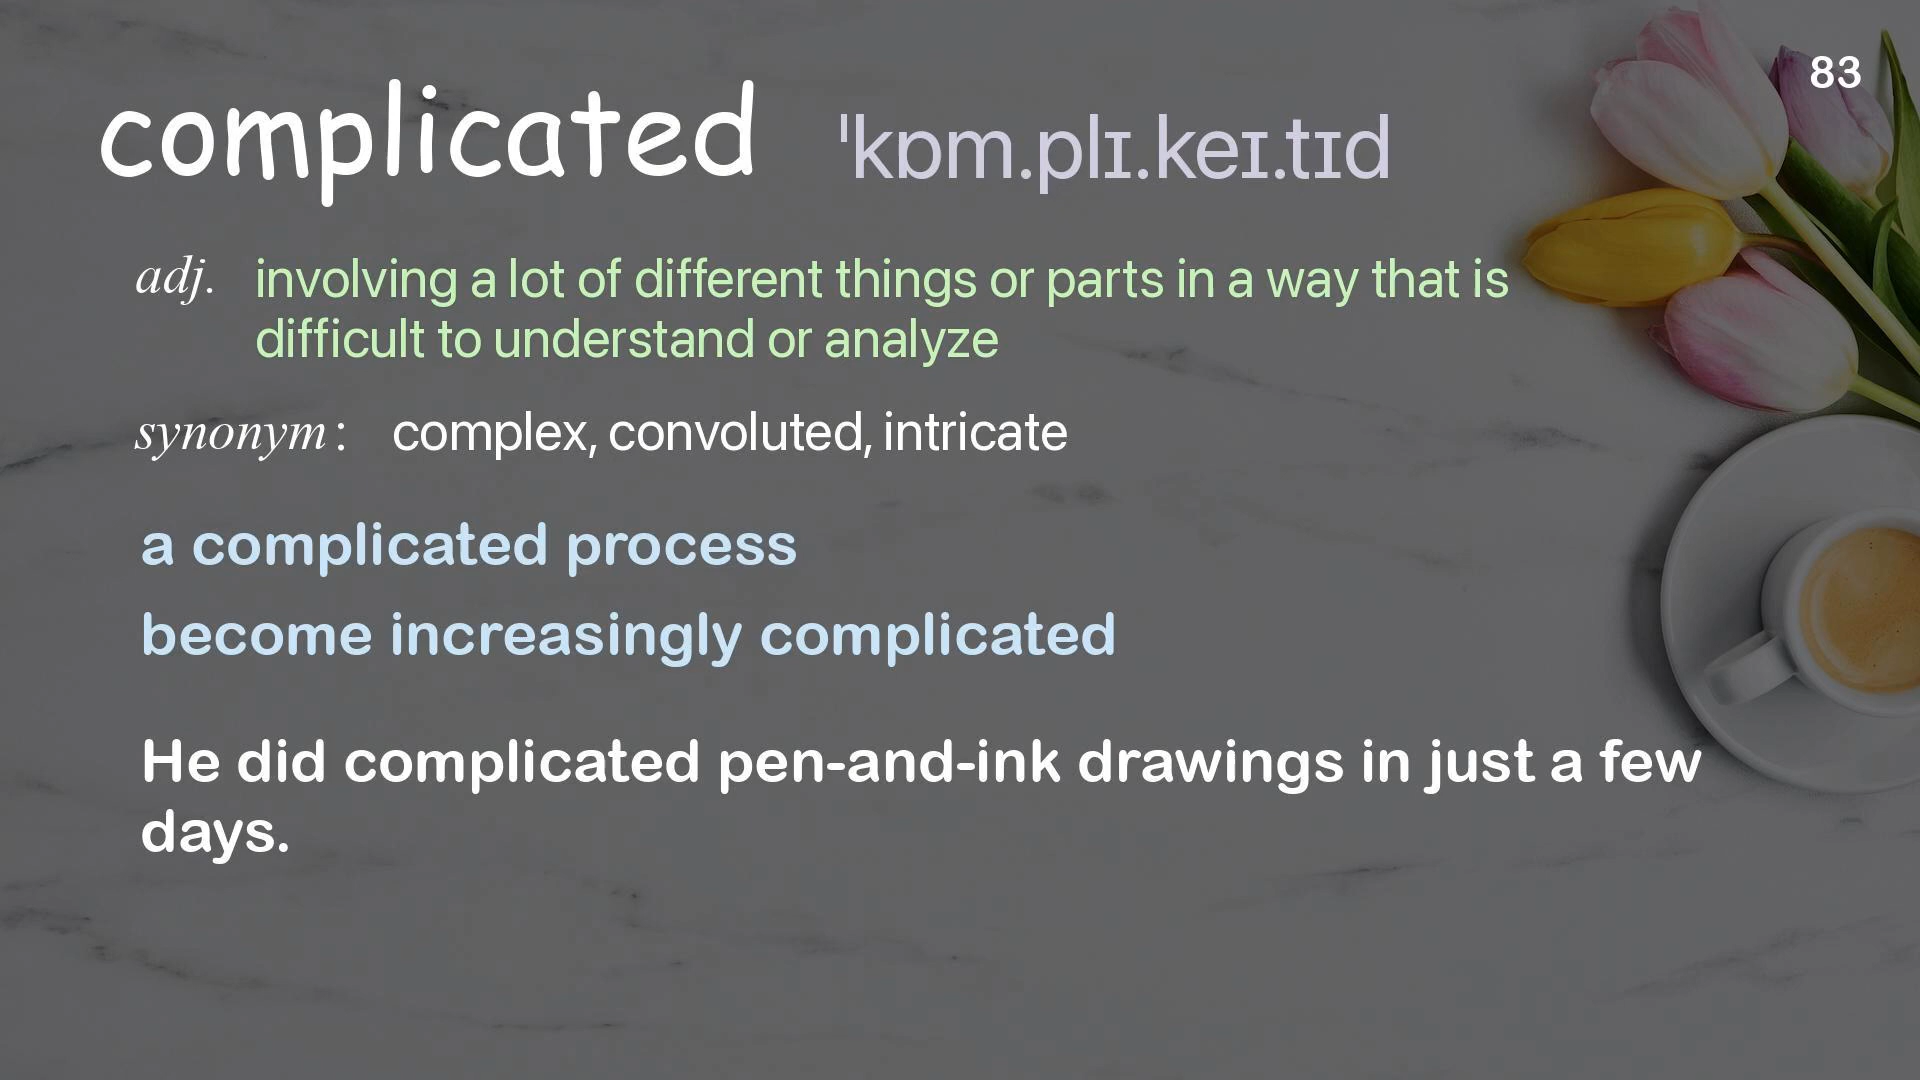 83
complicated ˈkɒm.plɪ.keɪ.tɪd
adj. involving a lot of different things or parts in a way that is
difficult to understand or analyze
synonym: complex, convoluted, intricate
a complicated process
become increasingly complicated
He did complicated pen-and-ink drawings in just a few
days.